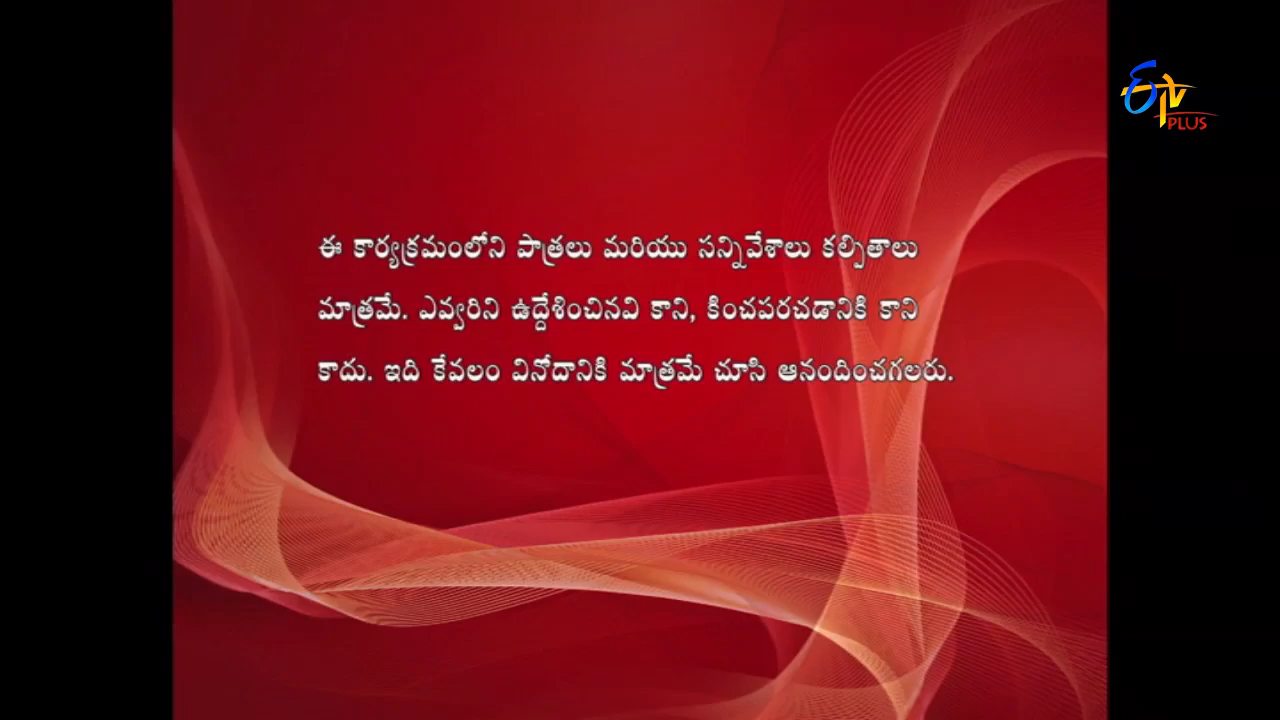 ETV
PLUS
ఈ కార్యక్రమంలోని పాత్రలు మరియు సన్నివేశాలు కల్పితాలు
మాత్రమే. ఎవ్వరిని ఉద్దేశించినవి కాని, కించపరచడానికి కాని
కాదు. ఇది కేవలం వినోదానికి మాత్రమే చూసి ఆనందించగలరు.